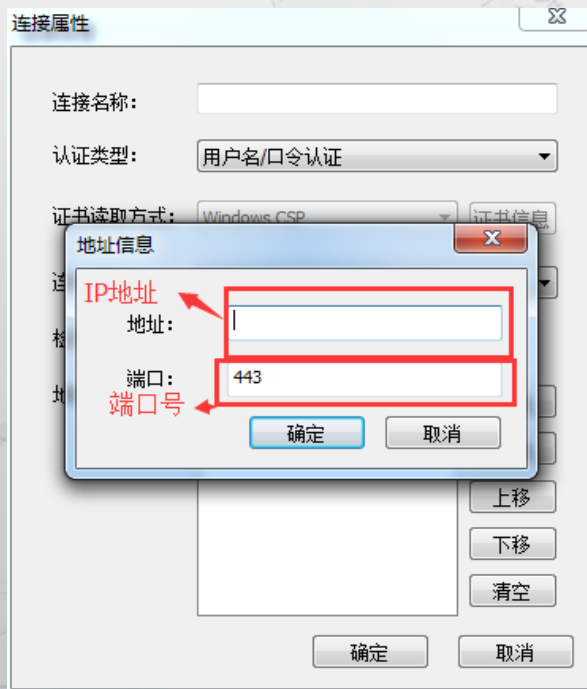 连接属性
连接名称：
认证类型：
用户名/口令认证
证书读取方式：
Windows CSP
证书信息
地址信息
IP地址
地址：
端口：
443
端口号
确定
取消
上移
下移
清空
确定
取消